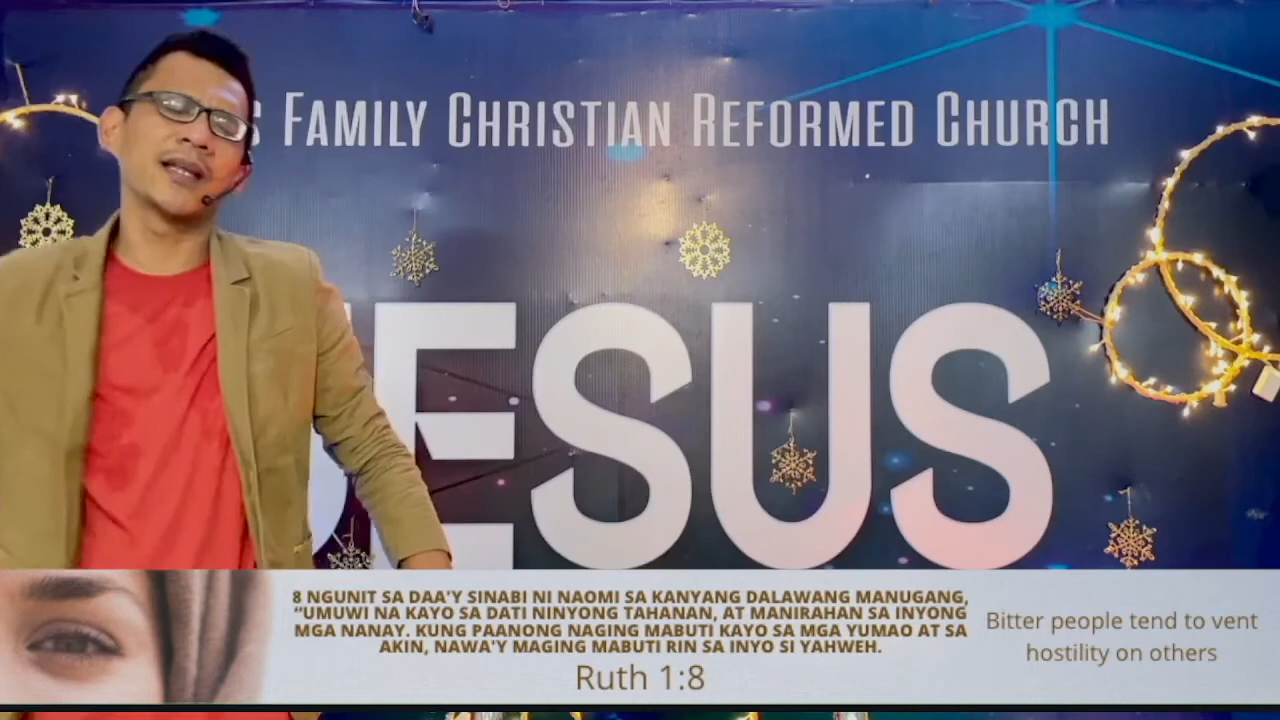 Family Christian Reformed Church
JESUS
8 NGUNIT SA DAA'Y SINABI NI NAOMI SA KANYANG DALAWANG MANUGANG,
“UMUWI NA KAYO SA DATI NINYONG TAHANAN, AT MANIRAHAN SA INYONG
MGA NANAY. KUNG PAANONG NAGING MABUTI KAYO SA MGA YUMAO AT SA
AKIN, NAWA'Y MAGING MABUTI RIN SA INYO SI YAHWEH.
Ruth 1:8
Bitter people tend to vent
hostility on others